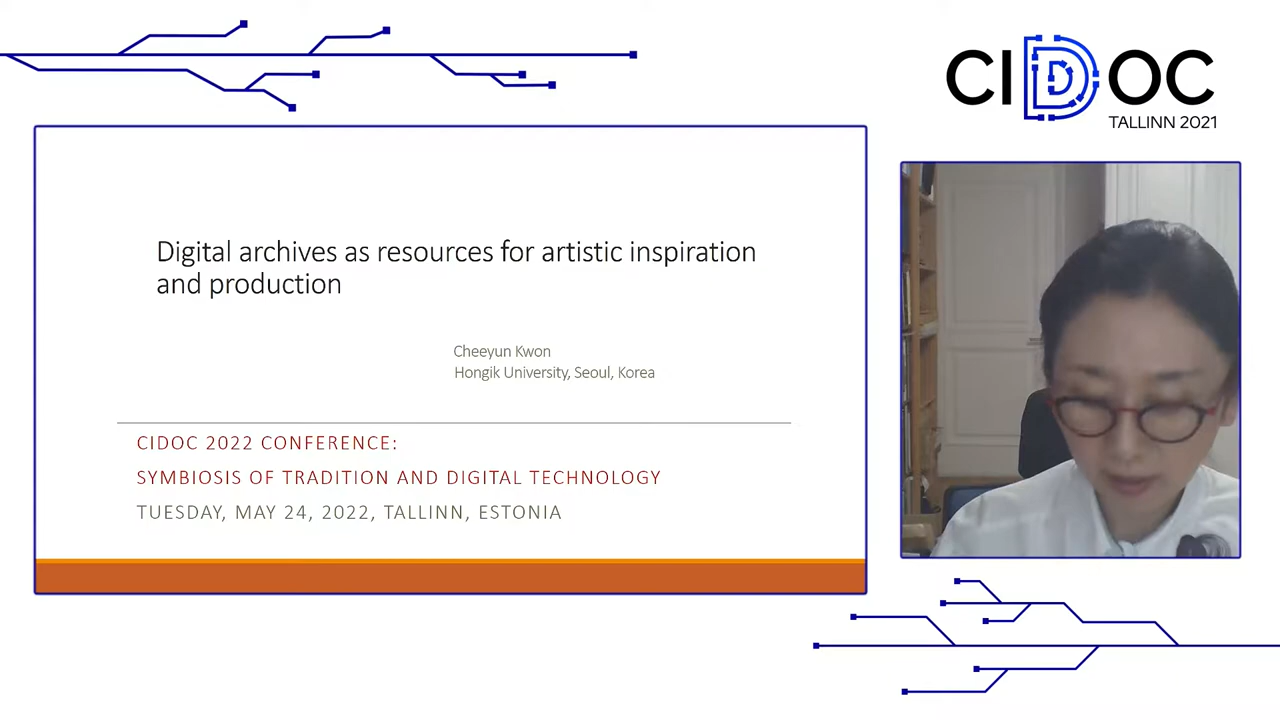 CIDOC
TALLINN 2021
Digital archives as resources for artistic inspiration
and production
Cheeyun Kwon
Hongik University, Seoul, Korea
CIDOC 2022 CONFERENCE:
SYMBIOSIS OF TRADITION AND DIGITAL TECHNOLOGY
TUESDAY, MAY 24, 2022, TALLINN, ESTONIA